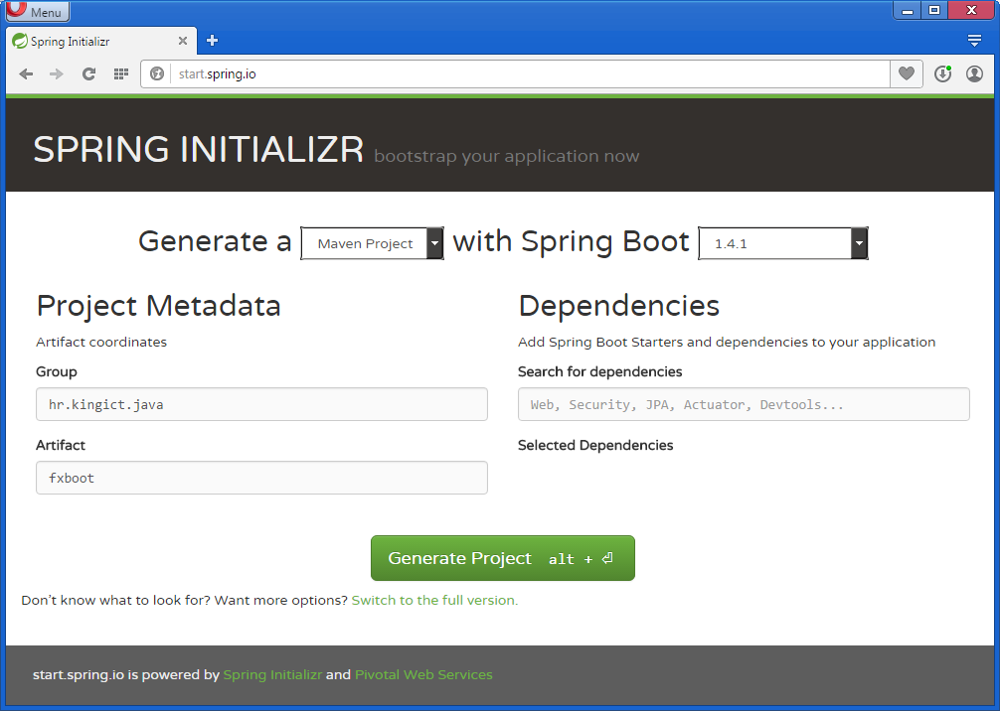 Menu
Spring Initializr
start.spring.io
SPRING INITIALIZR bootstrap your application now
Generate a Maven Project with Spring Boot 1.4.1
Project Metadata
Artifact coordinates
Group
hr.kingict.java
Artifact
fxboot
Dependencies
Add Spring Boot Starters and dependencies to your application
Search for dependencies
Web, Security, JPA, Actuator, Devtools...
Selected Dependencies
Generate Project alt + ⏎
Don't know what to look for? Want more options? Switch to the full version.
start.spring.io is powered by Spring Initializr and Pivotal Web Services